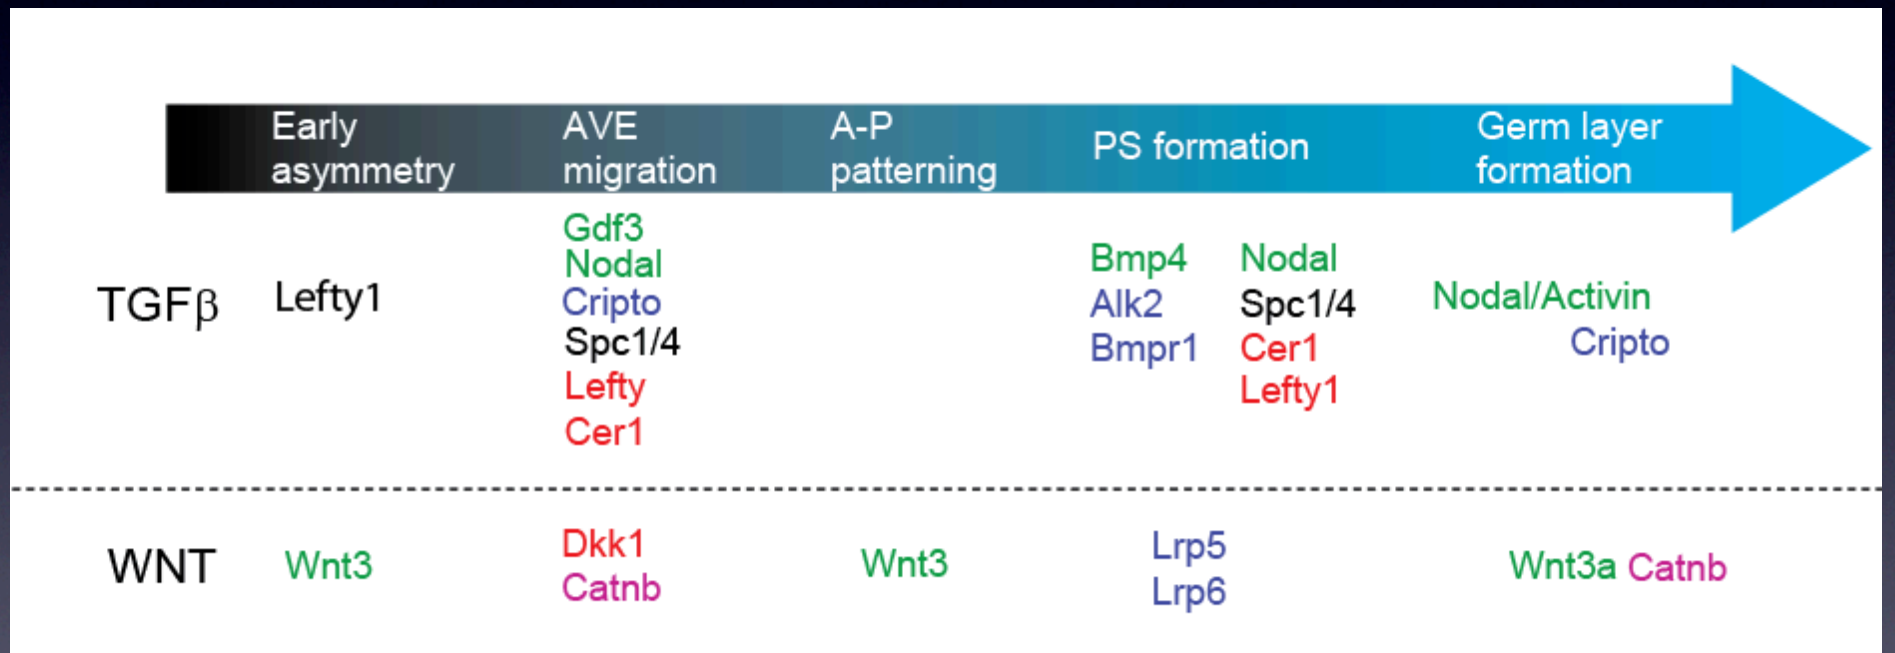 Early asymmetry
AVE migration
A-P patterning
PS formation
Germ layer formation
TGFβ
Lefty1
Gdf3
Nodal
Cripto
Spc1/4
Lefty
Cer1
Bmp4
Alk2
Bmpr1
Nodal
Spc1/4
Cer1
Lefty1
Nodal/Activin
Cripto
WNT
Wnt3
Dkk1
Catnb
Wnt3
Lrp5
Lrp6
Wnt3a Catnb